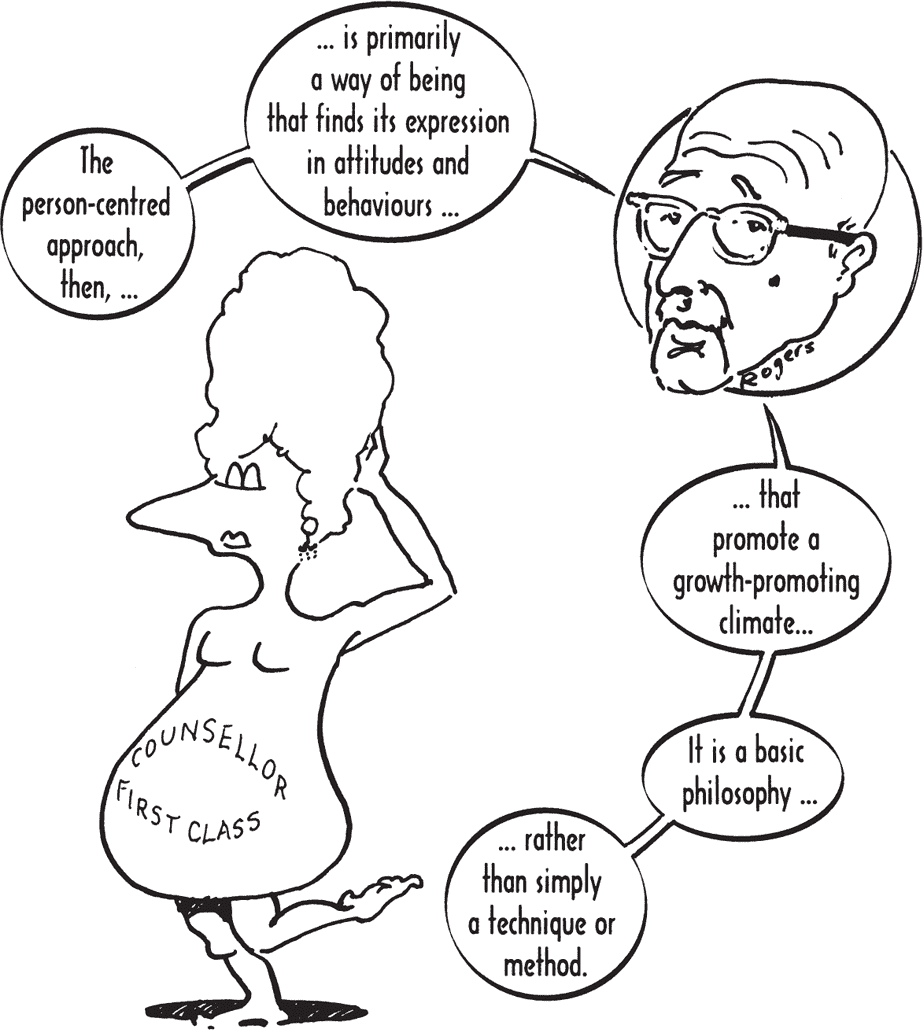 The
person-centred
approach,
then, ...
... is primarily
a way of being
that finds its expression
in attitudes and
behaviours ...
Rogers
... that
promote a
growth-promoting
climate...
It is a basic
philosophy ...
... rather
than simply
a technique or
method.
COUNSELLOR
FIRST CLASS